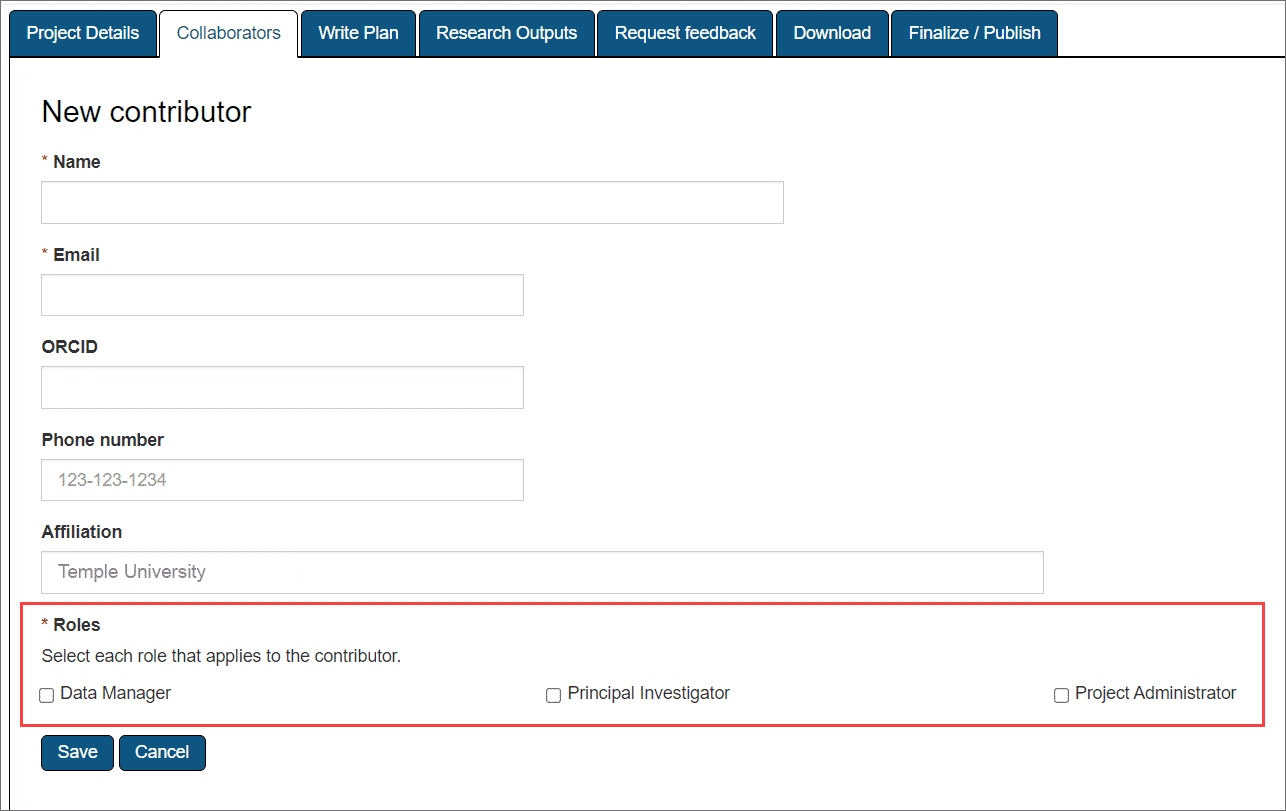 Project Details Collaborators Write Plan Research Outputs Request feedback Download Finalize / Publish
New contributor
* Name
* Email
ORCID
Phone number
123-123-1234
Affiliation
Temple University
* Roles
Select each role that applies to the contributor.
Data Manager Principal Investigator Project Administrator
Save Cancel